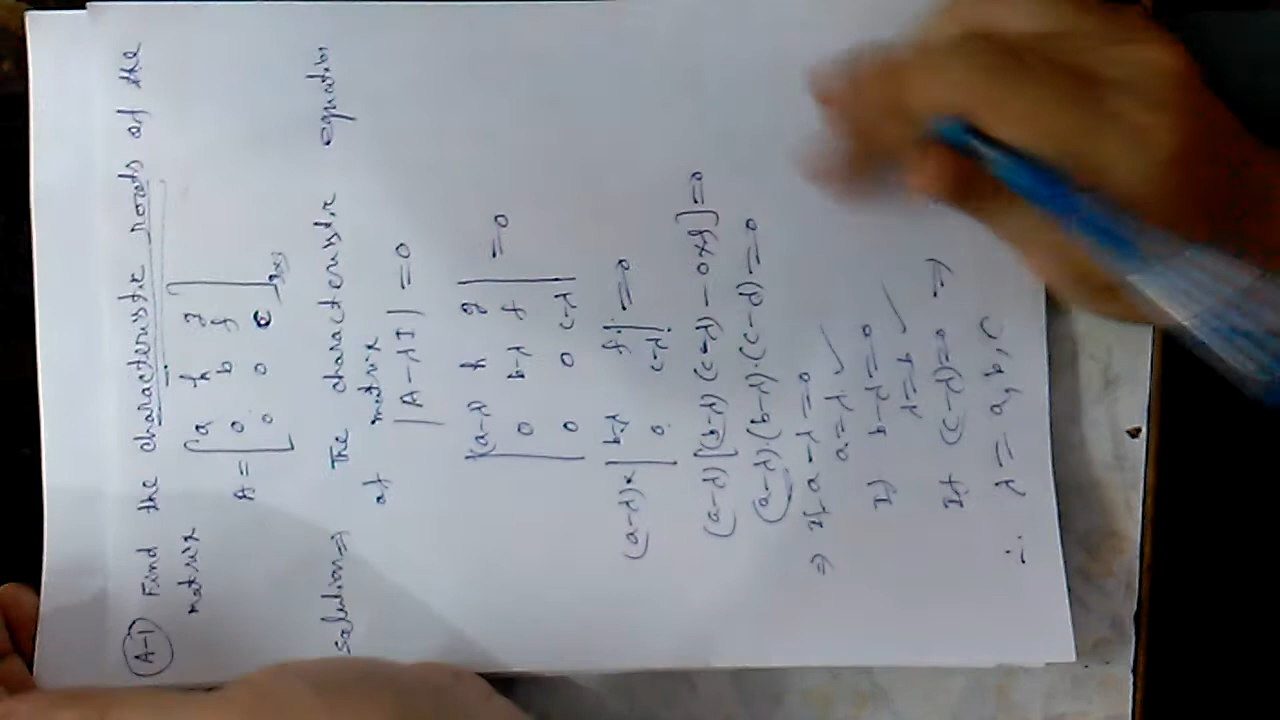 A-1 Find the characteristic roots of the
matrix
A = [a h g
0 b f
0 0 c]3×3
solution ⇒ The characteristic equation
of matrix
|A-λI| = 0
|(a-λ) h g
0 b-λ f
0 0 c-λ| = 0
(a-λ)× |b-λ f
0 c-λ| = 0
(a-λ)[(b-λ)(c-λ) - 0×f] = 0
(a-λ).(b-λ).(c-λ) = 0
⇒ If a-λ = 0
a = λ. ✓
If b-λ = 0
λ = b ✓
If (c-λ) = 0 ⇒
∴ λ = a, b, c